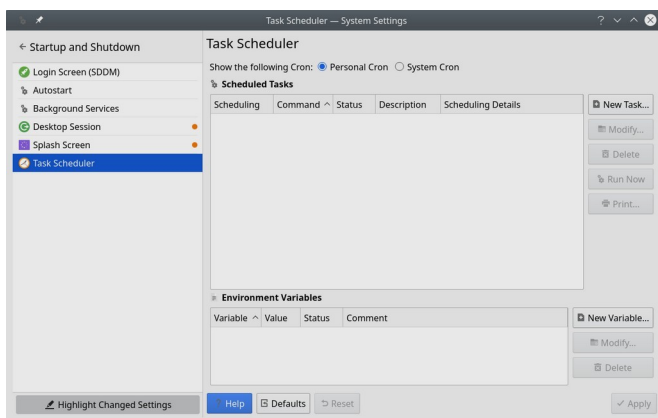 Task Scheduler — System Settings
Startup and Shutdown
Login Screen (SDDM)
Autostart
Background Services
Desktop Session
Splash Screen
Task Scheduler
Highlight Changed Settings
Task Scheduler
Show the following Cron: Personal Cron System Cron
Scheduled Tasks
Scheduling Command Status Description Scheduling Details
New Task...
Modify...
Delete
Run Now
Print...
Environment Variables
Variable Value Status Comment
New Variable...
Modify...
Delete
Help Defaults Reset Apply